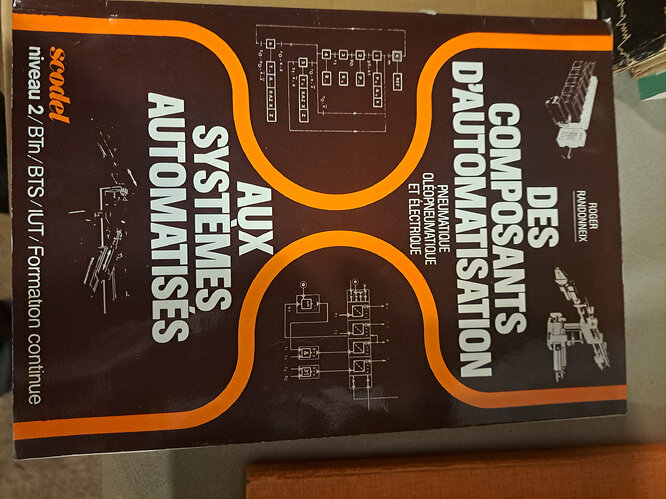 ROGER
RANDONNEIX
DES
COMPOSANTS
D'AUTOMATISATION
PNEUMATIQUE
OLÉOPNEUMATIQUE
ET ÉLECTRIQUE
AUX
SYSTÈMES
AUTOMATISÉS
scodel
niveau 2/BTn/BTS/IUT/Formation continue